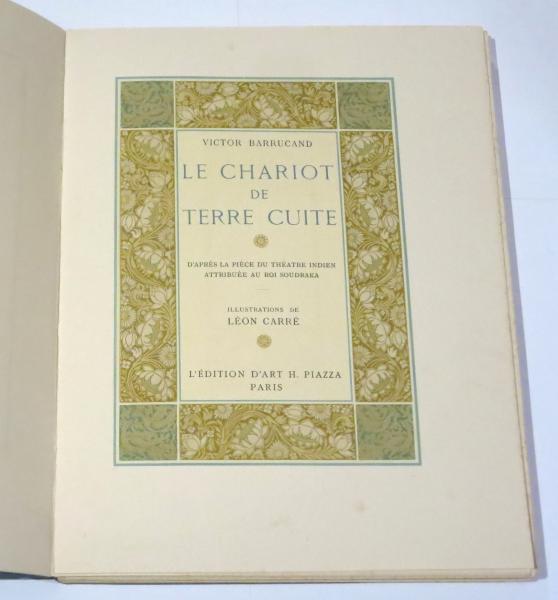 VICTOR BARRUCAND
LE CHARIOT
DE
TERRE CUITE
D'APRÈS LA PIÈCE DU THÉATRE INDIEN
ATTRIBUÉE AU ROI SOUDRAKA
ILLUSTRATIONS DE
LÉON CARRÉ
L'ÉDITION D'ART H. PIAZZA
PARIS